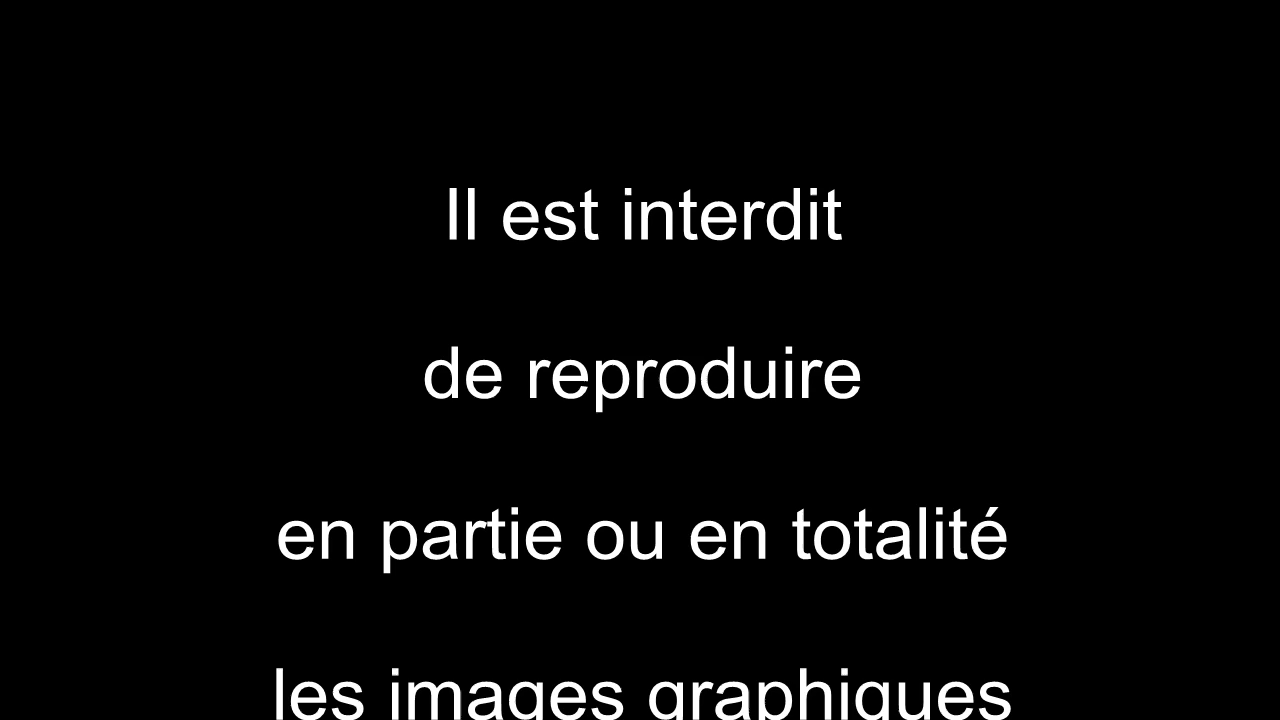 Il est interdit
de reproduire
en partie ou en totalité
les images graphiques